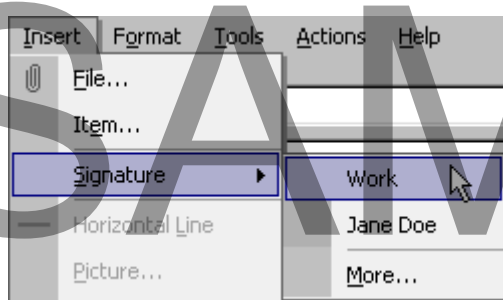 Insert Format Tools Actions Help
File...
Item...
Signature
Horizontal Line
Picture...
Work
Jane Doe
More...
SAM